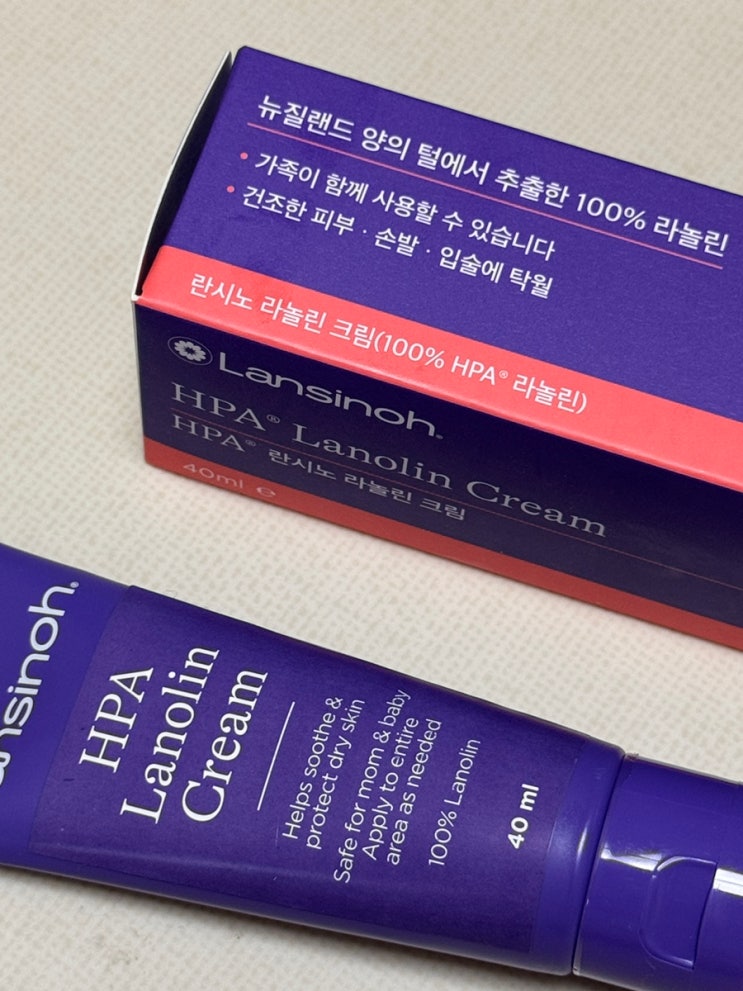 뉴질랜드 양의 털에서 추출한 100% 라놀린
• 가족이 함께 사용할 수 있습니다
• 건조한 피부 · 손발 · 입술에 탁월
란시노 라놀린 크림(100% HPA® 라놀린)
Lansinoh®
HPA® Lanolin Cream
HPA® 란시노 라놀린 크림
40ml e
ansinoh®
HPA
Lanolin
Cream
Helps soothe &
protect dry skin
Safe for mom & baby
Apply to entire
area as needed
100% Lanolin
40 ml